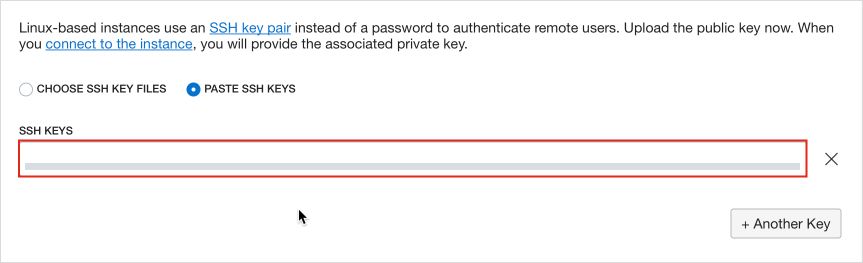 Linux-based instances use an SSH key pair instead of a password to authenticate remote users. Upload the public key now. When
you connect to the instance, you will provide the associated private key.
CHOOSE SSH KEY FILES PASTE SSH KEYS
SSH KEYS
+ Another Key